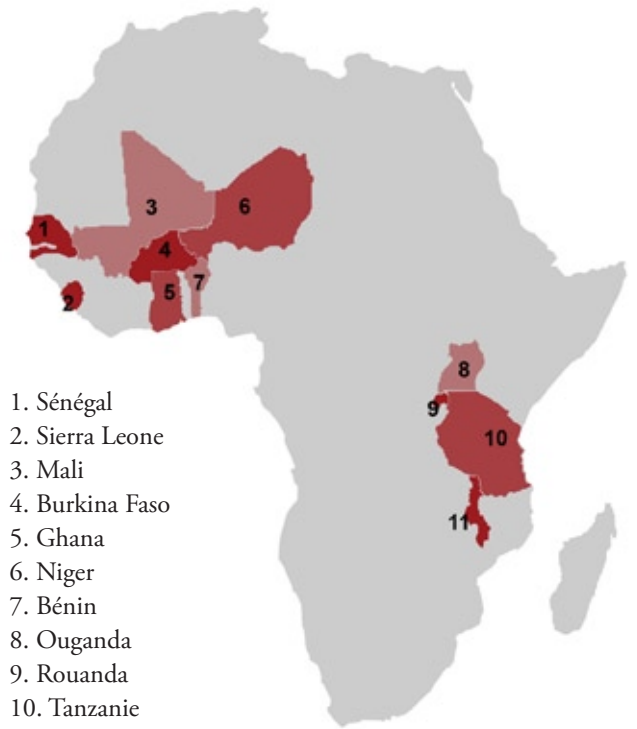 3
6
1
4
7
5
2
8
9
10
11
1. Sénégal
2. Sierra Leone
3. Mali
4. Burkina Faso
5. Ghana
6. Niger
7. Bénin
8. Ouganda
9. Rouanda
10. Tanzanie